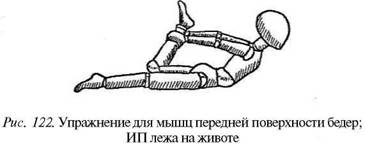 Рис. 122. Упражнение для мышц передней поверхности бедер;
ИП лежа на животе